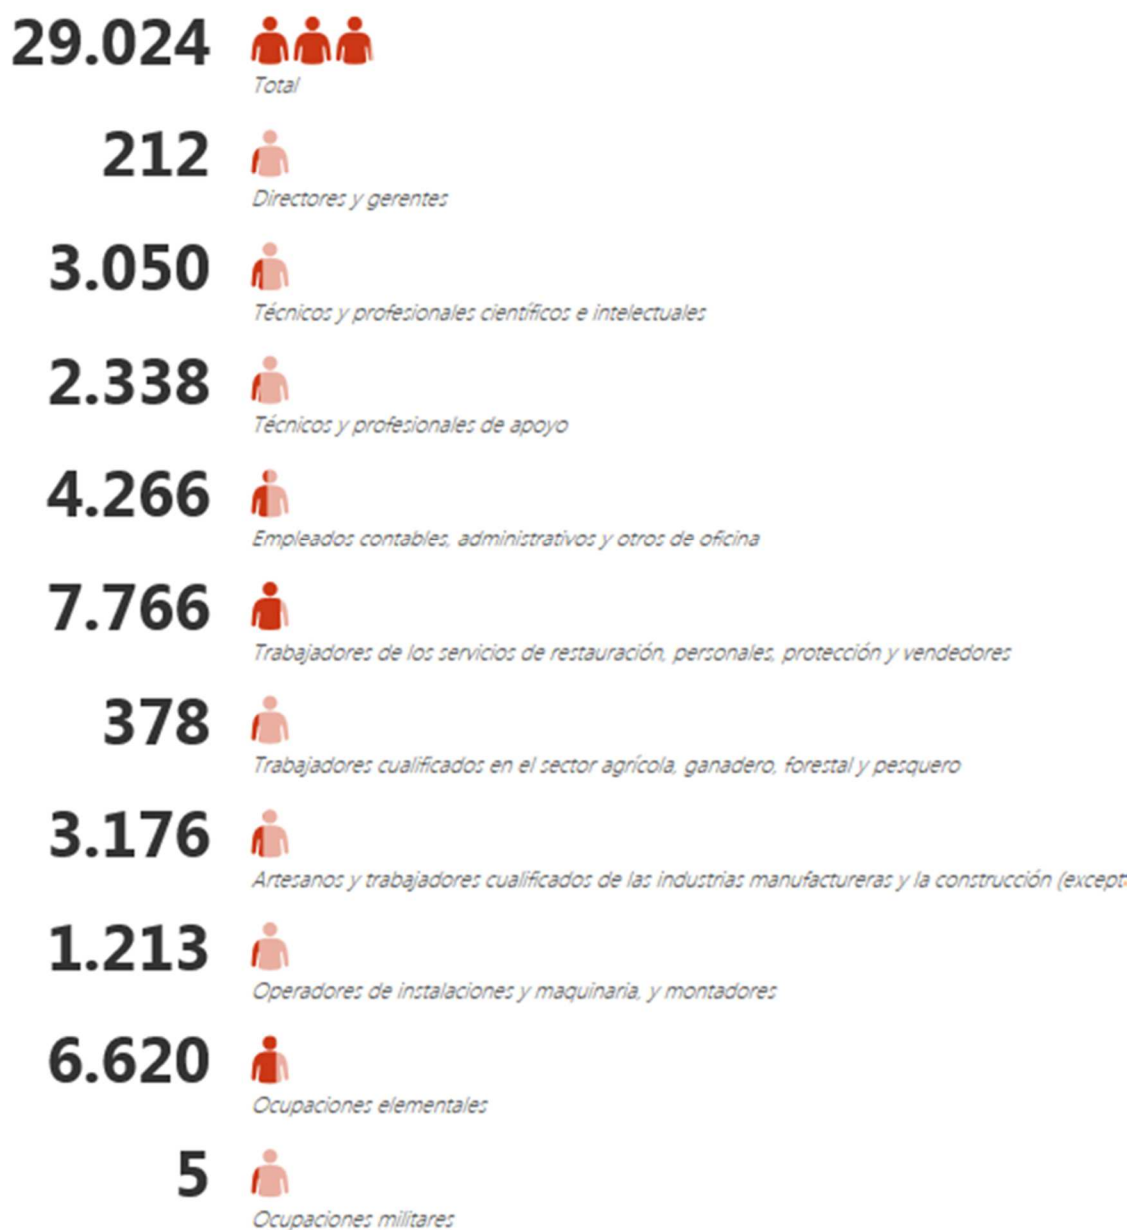 29.024
Total
212
Directores y gerentes
3.050
Técnicos y profesionales científicos e intelectuales
2.338
Técnicos y profesionales de apoyo
4.266
Empleados contables, administrativos y otros de oficina
7.766
Trabajadores de los servicios de restauración, personales, protección y vendedores
378
Trabajadores cualificados en el sector agrícola, ganadero, forestal y pesquero
3.176
Artesanos y trabajadores cualificados de las industrias manufactureras y la construcción (except
1.213
Operadores de instalaciones y maquinaria, y montadores
6.620
Ocupaciones elementales
5
Ocupaciones militares